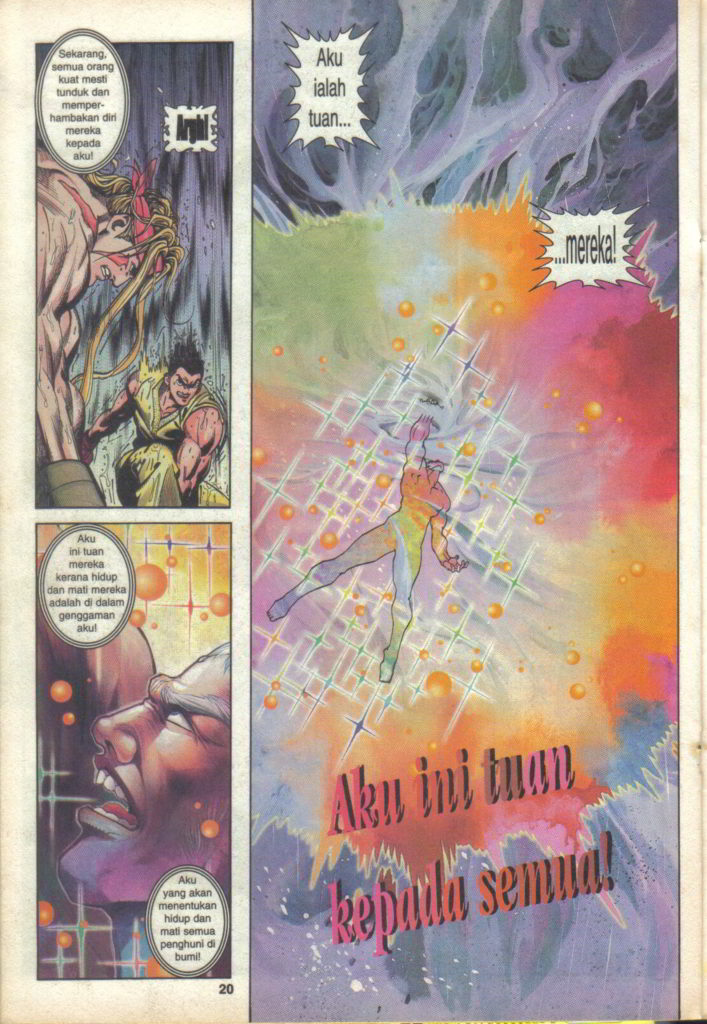 Sekarang,
semua orang
kuat mesti
tunduk dan
memper-
hambakan diri
mereka
kepada
aku!
Argh!
Aku
ini tuan
mereka
kerana hidup
dan mati mereka
adalah di dalam
genggaman
aku!
Aku
yang akan
menentukan
hidup dan
mati semua
penghuni di
bumi!
Aku
ialah
tuan...
...mereka!
Aku ini tuan
kepada semua!
20